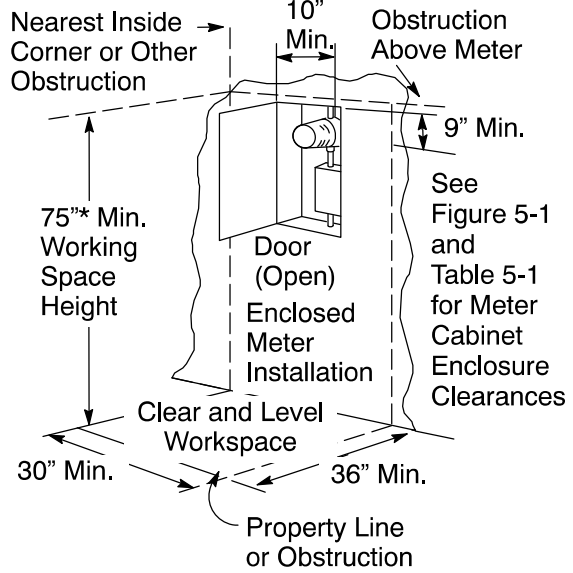 Nearest Inside
Corner or Other
Obstruction
10”
Min.
Obstruction
Above Meter
9” Min.
75”* Min.
Working
Space
Height
Door
(Open)
Enclosed
Meter
Installation
See
Figure 5-1
and
Table 5-1
for Meter
Cabinet
Enclosure
Clearances
Clear and Level
Workspace
30” Min.
36” Min.
Property Line
or Obstruction